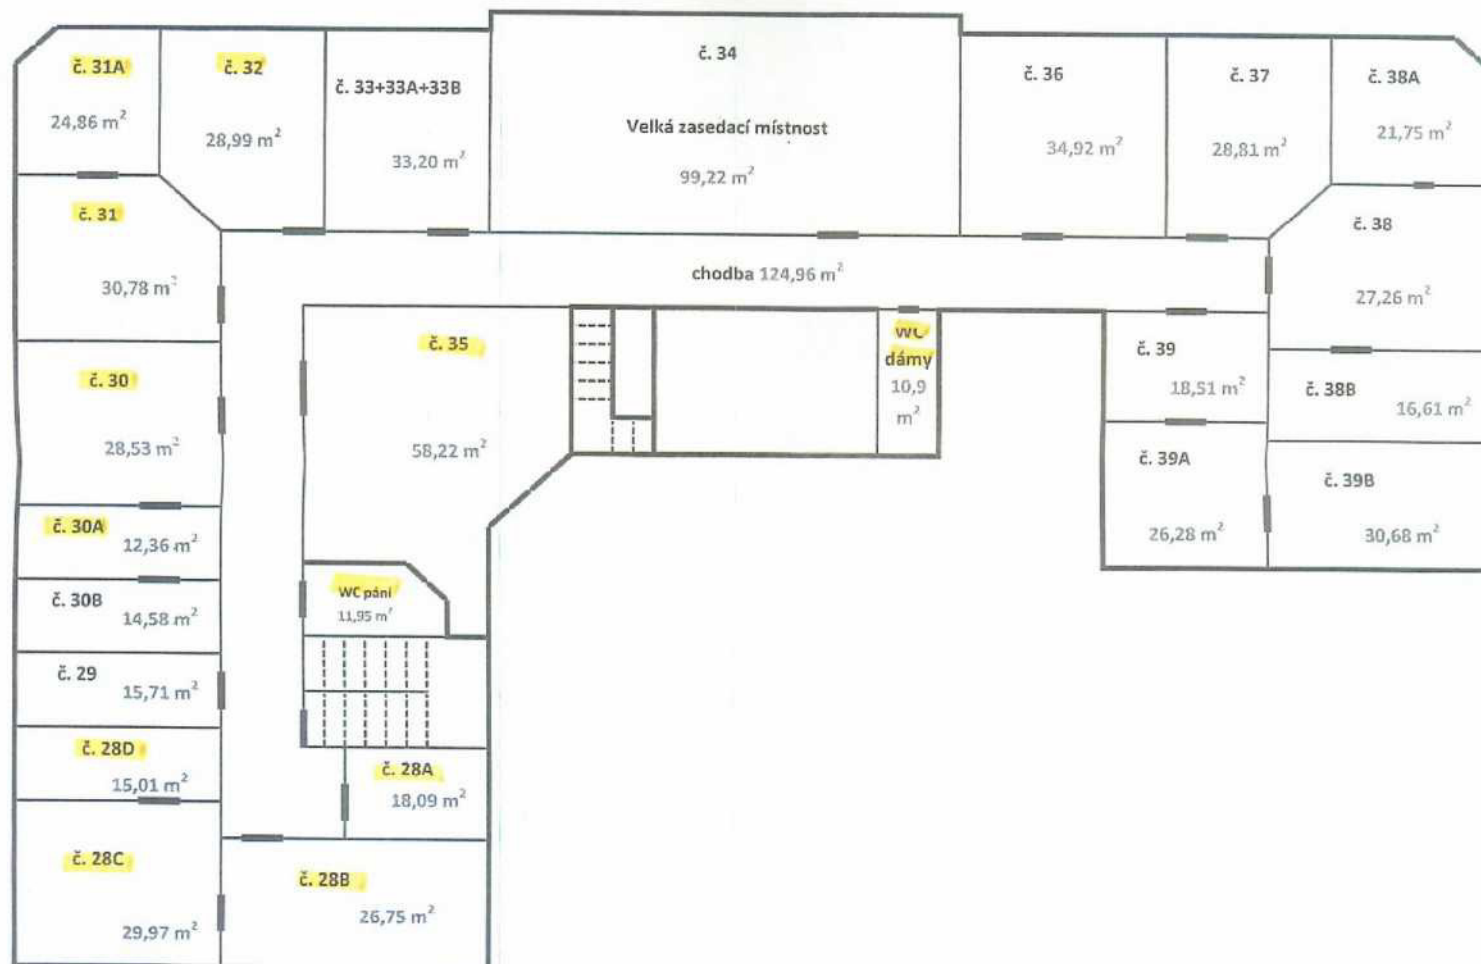 č. 31A
24,86 m²
č. 32
28,99 m²
č. 33+33A+33B
33,20 m²
č. 34
Velká zasedací místnost
99,22 m²
č. 36
34,92 m²
č. 37
28,81 m²
č. 38A
21,75 m²
č. 31
30,78 m²
chodba 124,96 m²
č. 38
27,26 m²
č. 30
28,53 m²
č. 35
58,22 m²
WC
dámy
10,9
m²
č. 39
18,51 m²
č. 38B
16,61 m²
č. 39A
26,28 m²
č. 39B
30,68 m²
č. 30A
12,36 m²
č. 30B
14,58 m²
WC páni
11,95 m²
č. 29
15,71 m²
č. 28D
15,01 m²
č. 28A
18,09 m²
č. 28C
29,97 m²
č. 28B
26,75 m²